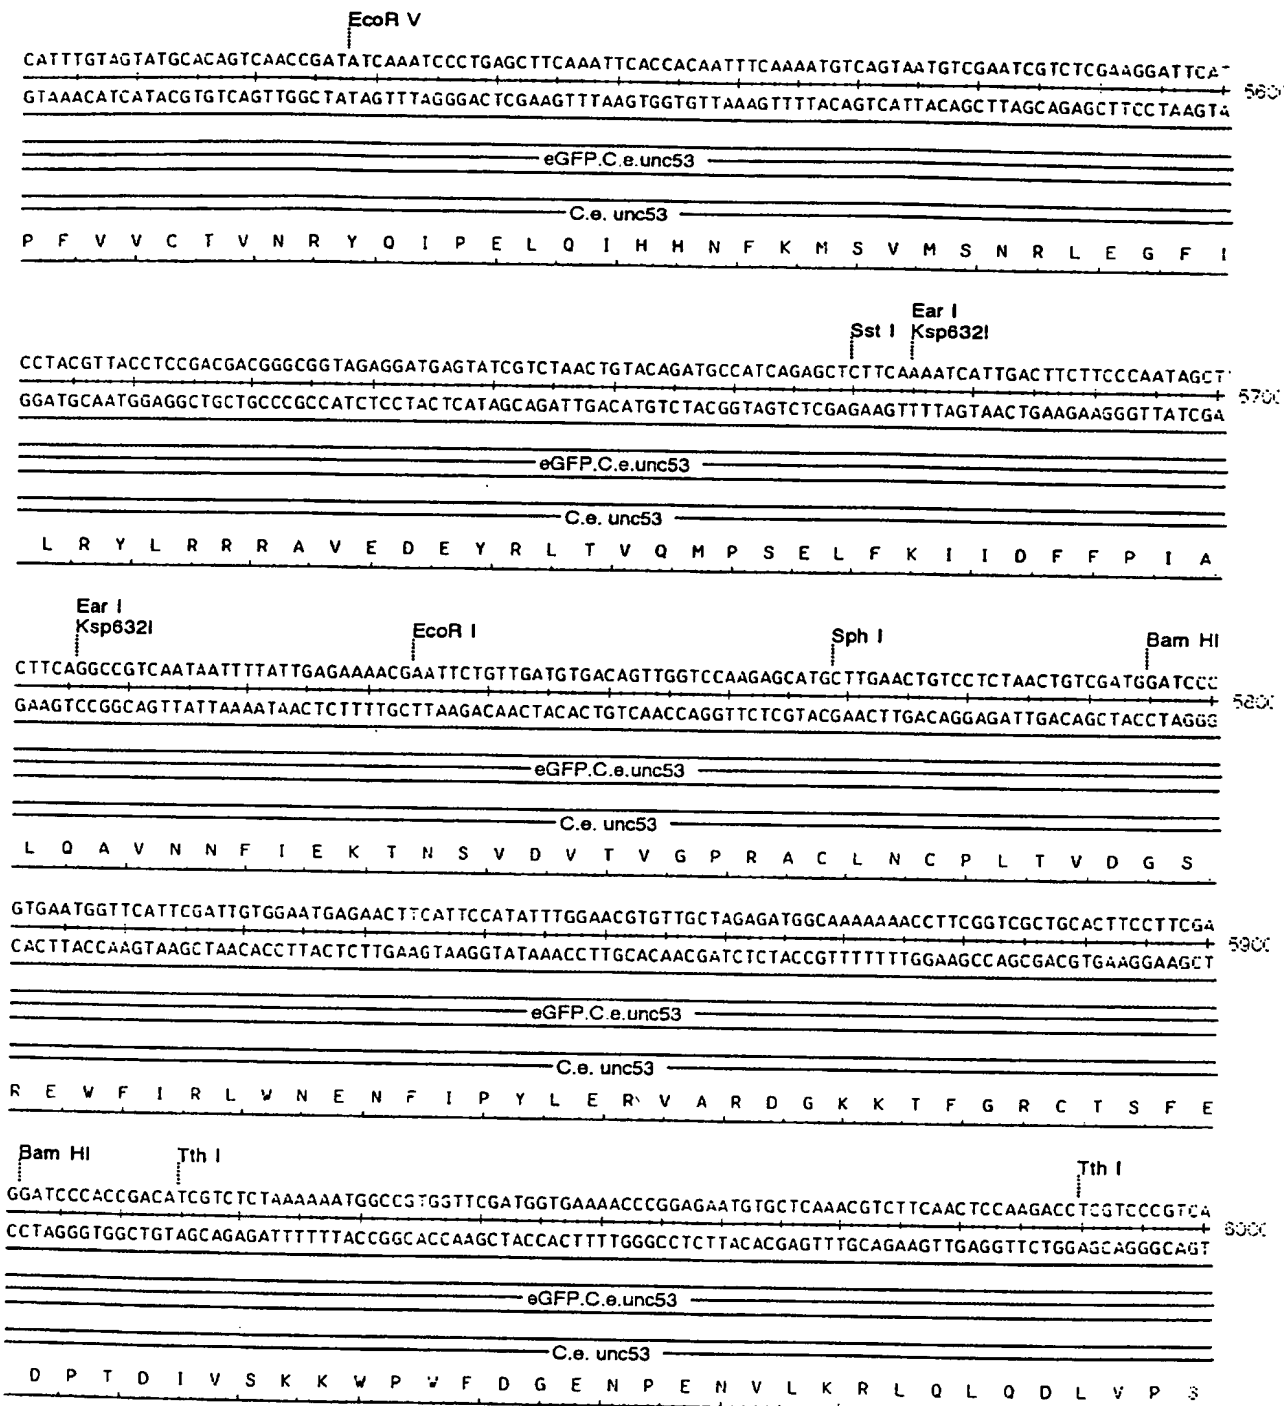 EcoR V
CATTTGTAGTATGCACAGTCAACCGATATCAAATCCCTGAGCTTCAAATTCACCACAATTTCAAAATGTCAGTAATGTCGAATCGTCTCGAAGGATTCAT
GTAAACATCATACGTGTCAGTTGGCTATAGTTTAGGGACTCGAAGTTTAAGTGGTGTTAAAGTTTTACAGTCATTACAGCTTAGCAGAGCTTCCTAAGTA
5600
eGFP.C.e.unc53
C.e. unc53
P F V V C T V N R Y Q I P E L Q I H H N F K M S V M S N R L E G F I
Ear I
Sst I Ksp632I
CCTACGTTACCTCCGACGACGGGCGGTAGAGGATGAGTATCGTCTAACTGTACAGATGCCATCAGAGCTCTTCAAAATCATTGACTTCTTCCCAATAGCT
GGATGCAATGGAGGCTGCTGCCCGCCATCTCCTACTCATAGCAGATTGACATGTCTACGGTAGTCTCGAGAAGTTTTAGTAACTGAAGAAGGGTTATCGA
5700
eGFP.C.e.unc53
C.e. unc53
L R Y L R R R A V E D E Y R L T V Q M P S E L F K I I D F F P I A
Ear I
Ksp632I EcoR I Sph I Bam HI
CTTCAGGCCGTCAATAATTTTATTGAGAAAACGAATTCTGTTGATGTGACAGTTGGTCCAAGAGCATGCTTGAACTGTCCTCTAACTGTCGATGGATCCC
GAAGTCCGGCAGTTATTAAAATAACTCTTTTGCTTAAGACAACTACACTGTCAACCAGGTTCTCGTACGAACTTGACAGGAGATTGACAGCTACCTAGGG
5800
eGFP.C.e.unc53
C.e. unc53
L Q A V N N F I E K T N S V D V T V G P R A C L N C P L T V D G S
GTGAATGGTTCATTCGATTGTGGAATGAGAACTTCATTCCATATTTGGAACGTGTTGCTAGAGATGGCAAAAAAACCTTCGGTCGCTGCACTTCCTTCGA
CACTTACCAAGTAAGCTAACACCTTACTCTTGAAGTAAGGTATAAACCTTGCACAACGATCTCTACCGTTTTTTTGGAAGCCAGCGACGTGAAGGAAGCT
5900
eGFP.C.e.unc53
C.e. unc53
R E W F I R L W N E N F I P Y L E R V A R D G K K T F G R C T S F E
Bam HI Tth I Tth I
GGATCCCACCGACATCGTCTCTAAAAAATGGCCGTGGTTCGATGGTGAAAACCCGGAGAATGTGCTCAAACGTCTTCAACTCCAAGACCTCGTCCCGTCA
CCTAGGGTGGCTGTAGCAGAGATTTTTTACCGGCACCAAGCTACCACTTTTGGGCCTCTTACACGAGTTTGCAGAAGTTGAGGTTCTGGAGCAGGGCAGT
6000
eGFP.C.e.unc53
C.e. unc53
D P T D I V S K K W P W F D G E N P E N V L K R L Q L Q D L V P S